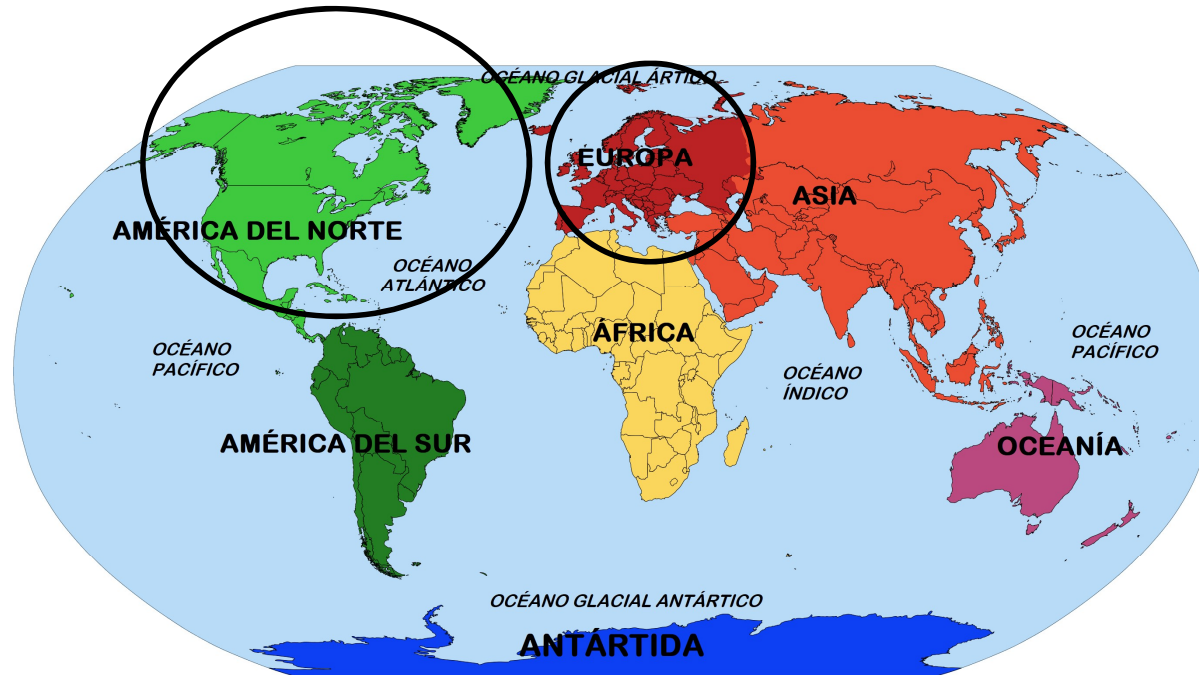 OCÉANO GLACIAL ÁRTICO
EUROPA
ASIA
AMÉRICA DEL NORTE
OCÉANO
ATLÁNTICO
ÁFRICA
OCÉANO
PACÍFICO
OCÉANO
PACÍFICO
OCÉANO
ÍNDICO
AMÉRICA DEL SUR
OCEANÍA
OCÉANO GLACIAL ANTÁRTICO
ANTÁRTIDA